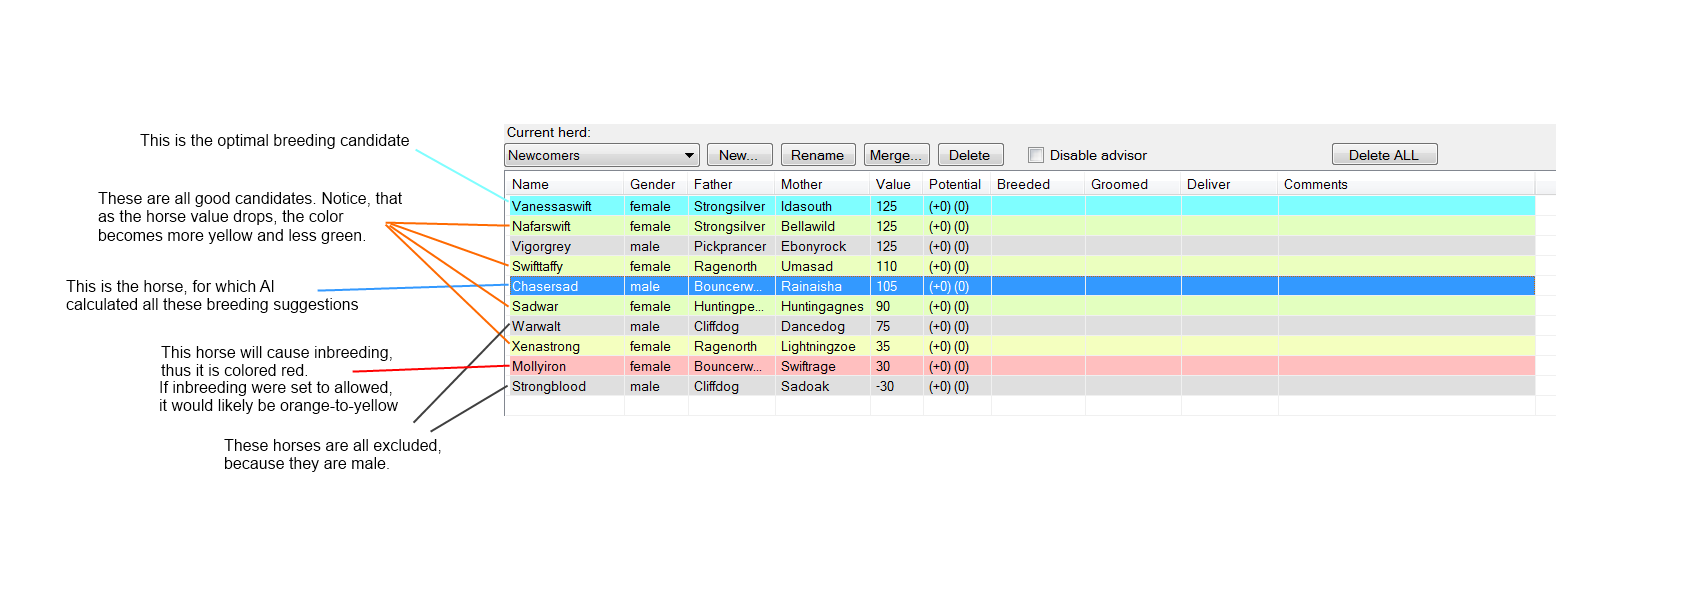 This is the optimal breeding candidate
These are all good candidates. Notice, that
as the horse value drops, the color
becomes more yellow and less green.
This is the horse, for which AI
calculated all these breeding suggestions
This horse will cause inbreeding,
thus it is colored red.
If inbreeding were set to allowed,
it would likely be orange-to-yellow
These horses are all excluded,
because they are male.
Current herd:
Newcomers New... Rename Merge... Delete Disable advisor Delete ALL
Name Gender Father Mother Value Potential Breeded Groomed Deliver Comments
Vanessaswift female Strongsilver Idasouth 125 (+0) (0)
Nafarswift female Strongsilver Bellawild 125 (+0) (0)
Vigorgrey male Pickprancer Ebonyrock 125 (+0) (0)
Swifttaffy female Ragenorth Umasad 110 (+0) (0)
Chasersad male Bouncerw... Rainaisha 105 (+0) (0)
Sadwar female Huntingpe... Huntingagnes 90 (+0) (0)
Warwalt male Cliffdog Dancedog 75 (+0) (0)
Xenastrong female Ragenorth Lightningzoe 35 (+0) (0)
Mollyiron female Bouncerw... Swiftrage 30 (+0) (0)
Strongblood male Cliffdog Sadoak -30 (+0) (0)